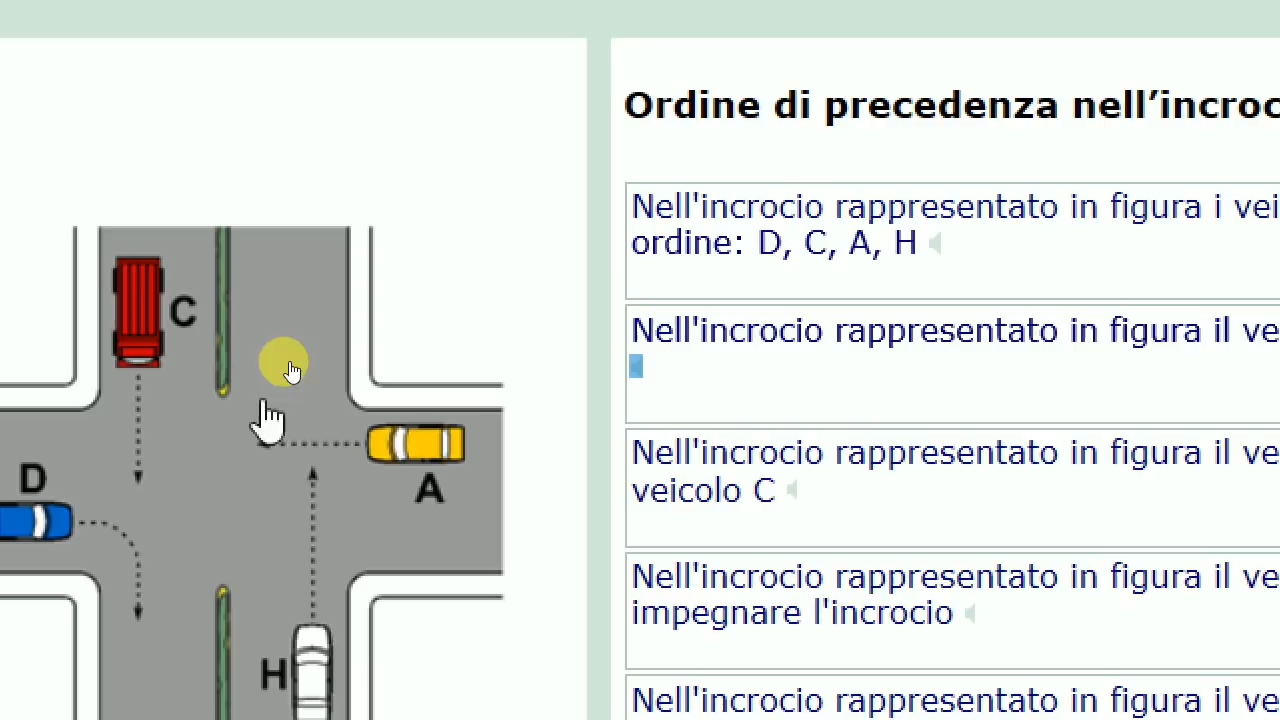 Ordine di precedenza nell’incroc
Nell'incrocio rappresentato in figura i vei
ordine: D, C, A, H
Nell'incrocio rappresentato in figura il ve
Nell'incrocio rappresentato in figura il ve
veicolo C
Nell'incrocio rappresentato in figura il ve
impegnare l'incrocio
Nell'incrocio rappresentato in figura il ve
C
D
A
H